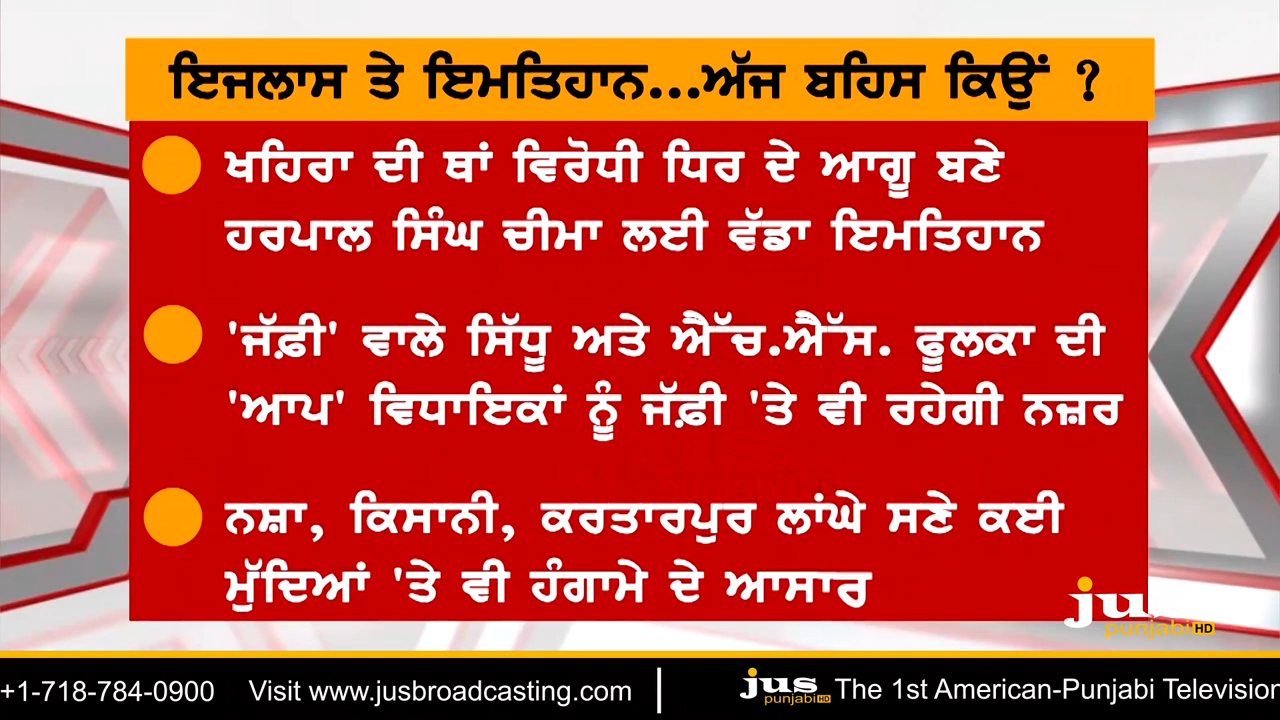 ਇਜਲਾਸ ਤੇ ਇਮਤਿਹਾਨ...ਅੱਜ ਬਹਿਸ ਕਿਉਂ ?
ਖਹਿਰਾ ਦੀ ਥਾਂ ਵਿਰੋਧੀ ਧਿਰ ਦੇ ਆਗੂ ਬਣੇ
ਹਰਪਾਲ ਸਿੰਘ ਚੀਮਾ ਲਈ ਵੱਡਾ ਇਮਤਿਹਾਨ
'ਜੱਫ਼ੀ' ਵਾਲੇ ਸਿੱਧੂ ਅਤੇ ਐੱਚ.ਐੱਸ. ਫੂਲਕਾ ਦੀ
'ਆਪ' ਵਿਧਾਇਕਾਂ ਨੂੰ ਜੱਫ਼ੀ 'ਤੇ ਵੀ ਰਹੇਗੀ ਨਜ਼ਰ
ਨਸ਼ਾ, ਕਿਸਾਨੀ, ਕਰਤਾਰਪੁਰ ਲਾਂਘੇ ਸਣੇ ਕਈ
ਮੁੱਦਿਆਂ 'ਤੇ ਵੀ ਹੰਗਾਮੇ ਦੇ ਆਸਾਰ
jus
punjabi HD
+1-718-784-0900 Visit www.jusbroadcasting.com | jus punjabi HD The 1st American-Punjabi Television